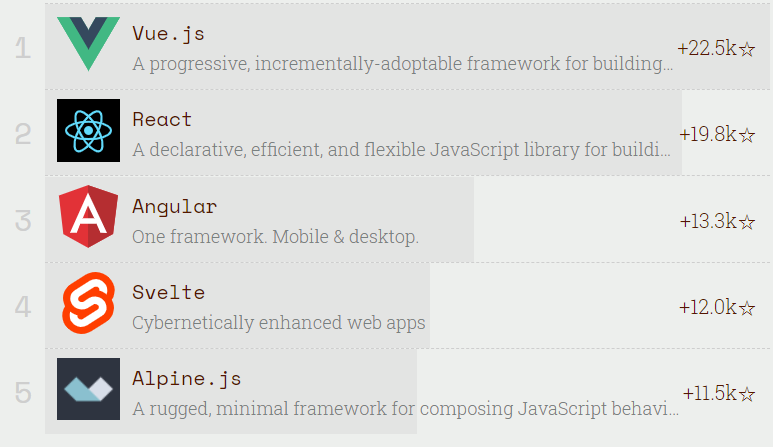 1
Vue.js
A progressive, incrementally-adoptable framework for building...
+22.5k☆
2
React
A declarative, efficient, and flexible JavaScript library for buildi...
+19.8k☆
3
Angular
One framework. Mobile & desktop.
+13.3k☆
4
Svelte
Cybernetically enhanced web apps
+12.0k☆
5
Alpine.js
A rugged, minimal framework for composing JavaScript behavi...
+11.5k☆